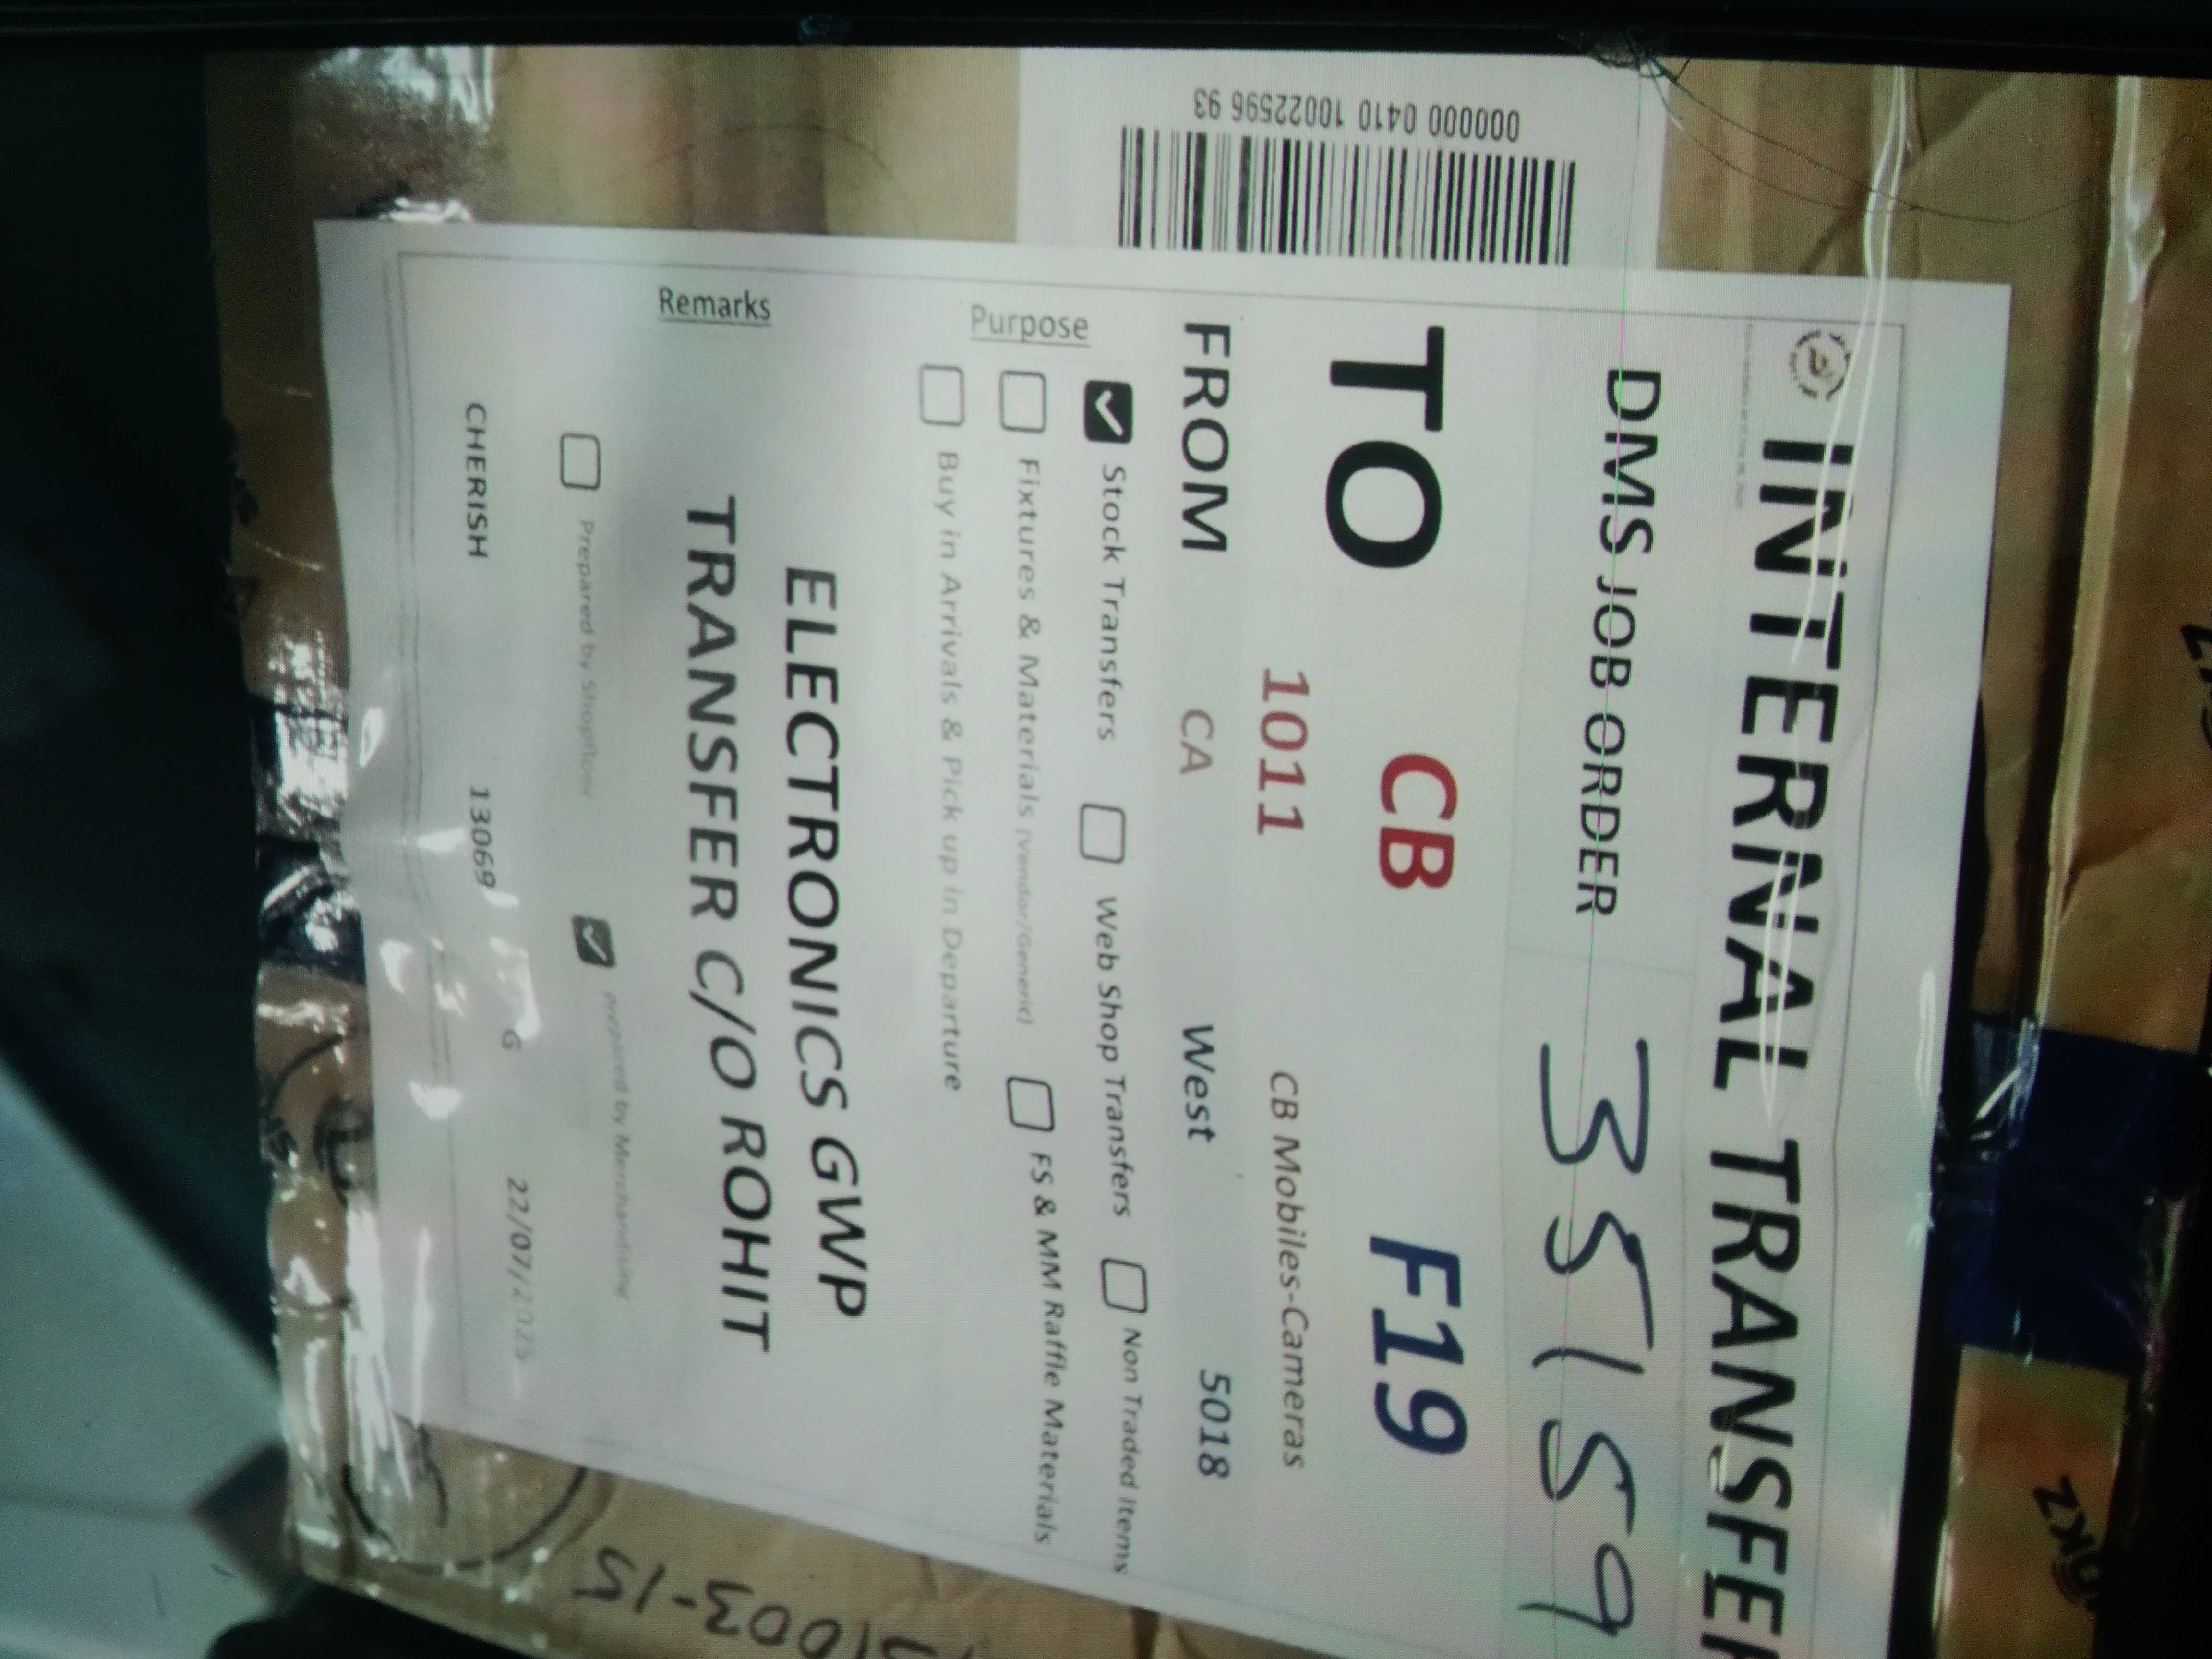 000000 0410 10022596 93
INTERNAL TRANSFER
DMS JOB ORDER 35159
TO CB F19
1011 CB Mobiles-Cameras
FROM CA West 5018
Purpose
Stock Transfers Web Shop Transfers Non Traded Items
Fixtures & Materials (Vendor/Generic) FS & MM Raffle Materials
Buy in Arrivals & Pick up in Departure
Remarks
ELECTRONICS GWP
TRANSFER C/O ROHIT
Prepared by Shopfloor Prepared by Merchandising
CHERISH 13069 G 22/07/2025
1003-15